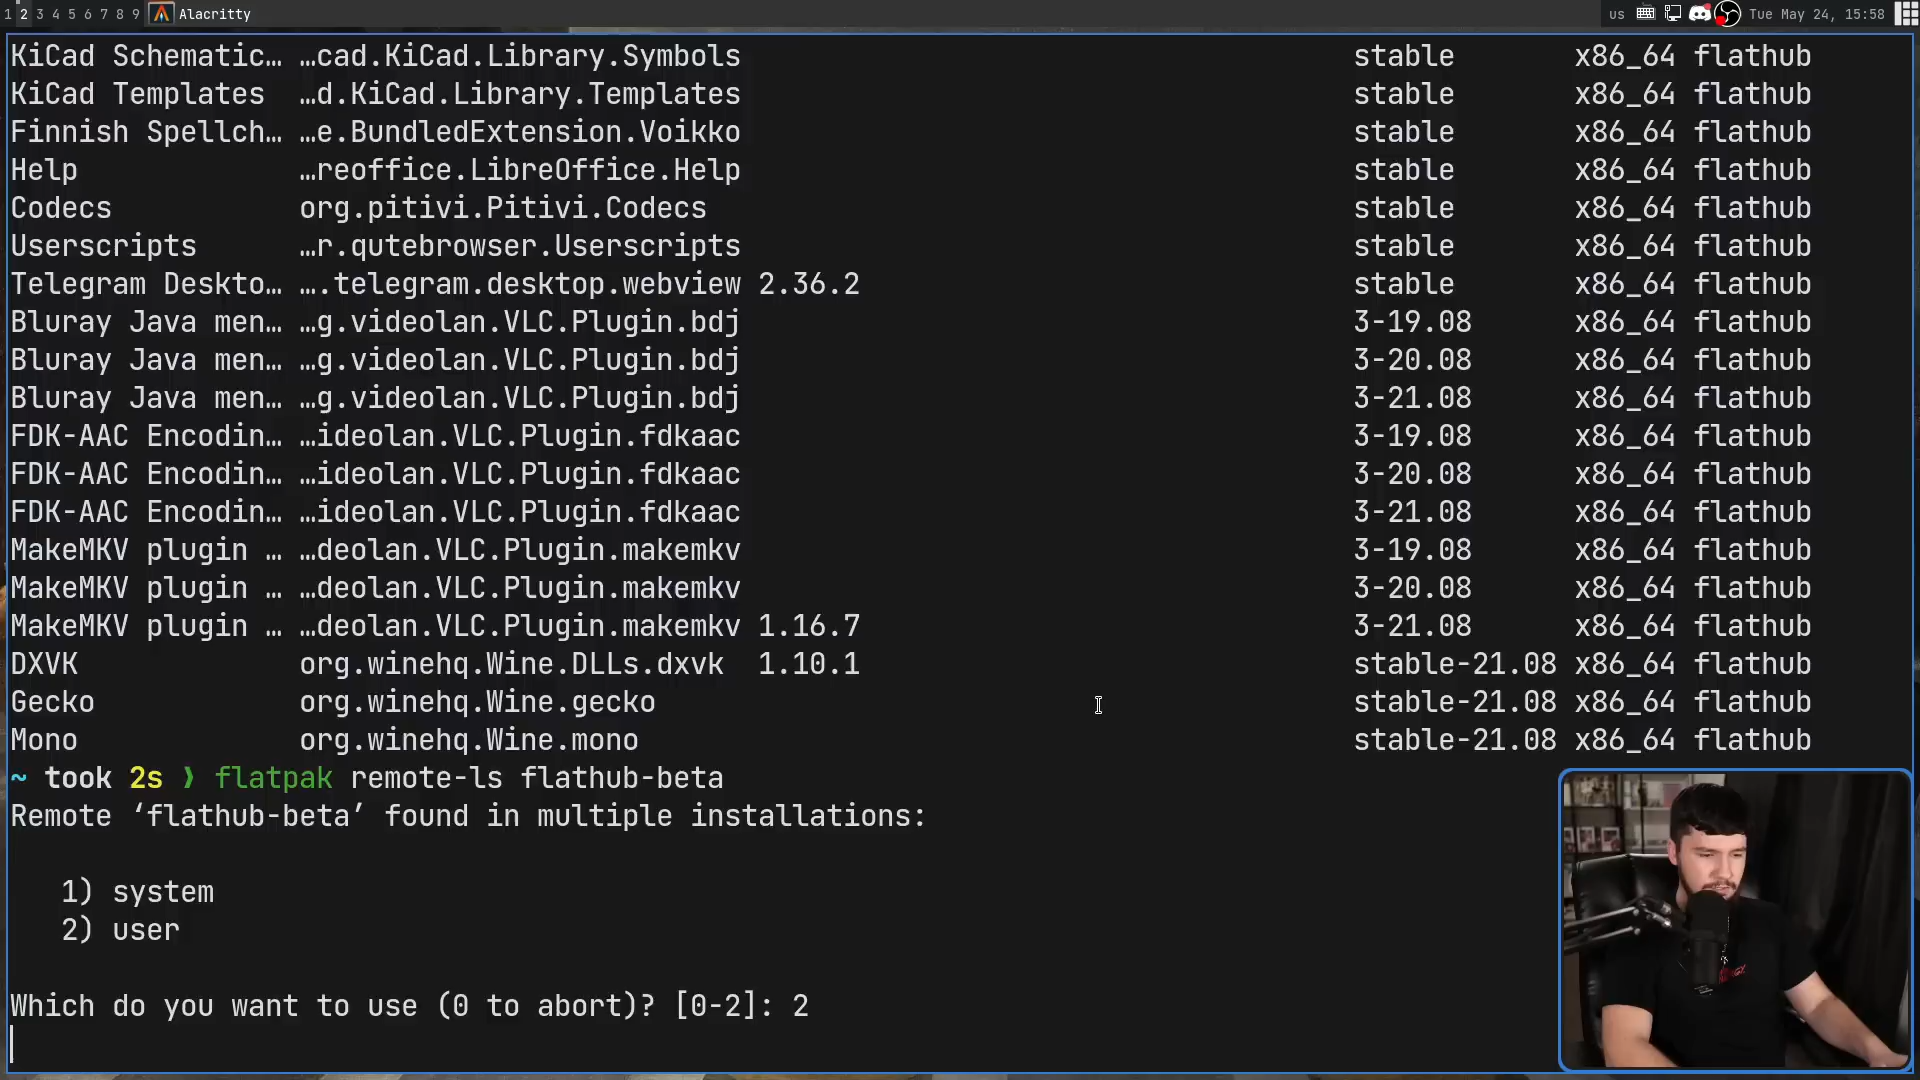 1 2 3 4 5 6 7 8 9 Alacritty us Tue May 24, 15:58
KiCad Schematic… …cad.KiCad.Library.Symbols stable x86_64 flathub
KiCad Templates …d.KiCad.Library.Templates stable x86_64 flathub
Finnish Spellch… …e.BundledExtension.Voikko stable x86_64 flathub
Help …reoffice.LibreOffice.Help stable x86_64 flathub
Codecs org.pitivi.Pitivi.Codecs stable x86_64 flathub
Userscripts …r.qutebrowser.Userscripts stable x86_64 flathub
Telegram Deskto… ….telegram.desktop.webview 2.36.2 stable x86_64 flathub
Bluray Java men… …g.videolan.VLC.Plugin.bdj 3-19.08 x86_64 flathub
Bluray Java men… …g.videolan.VLC.Plugin.bdj 3-20.08 x86_64 flathub
Bluray Java men… …g.videolan.VLC.Plugin.bdj 3-21.08 x86_64 flathub
FDK-AAC Encodin… …ideolan.VLC.Plugin.fdkaac 3-19.08 x86_64 flathub
FDK-AAC Encodin… …ideolan.VLC.Plugin.fdkaac 3-20.08 x86_64 flathub
FDK-AAC Encodin… …ideolan.VLC.Plugin.fdkaac 3-21.08 x86_64 flathub
MakeMKV plugin … …deolan.VLC.Plugin.makemkv 3-19.08 x86_64 flathub
MakeMKV plugin … …deolan.VLC.Plugin.makemkv 3-20.08 x86_64 flathub
MakeMKV plugin … …deolan.VLC.Plugin.makemkv 1.16.7 3-21.08 x86_64 flathub
DXVK org.winehq.Wine.DLLs.dxvk 1.10.1 stable-21.08 x86_64 flathub
Gecko org.winehq.Wine.gecko stable-21.08 x86_64 flathub
Mono org.winehq.Wine.mono stable-21.08 x86_64 flathub
~ took 2s ❯ flatpak remote-ls flathub-beta
Remote ‘flathub-beta’ found in multiple installations:
1) system
2) user
Which do you want to use (0 to abort)? [0-2]: 2